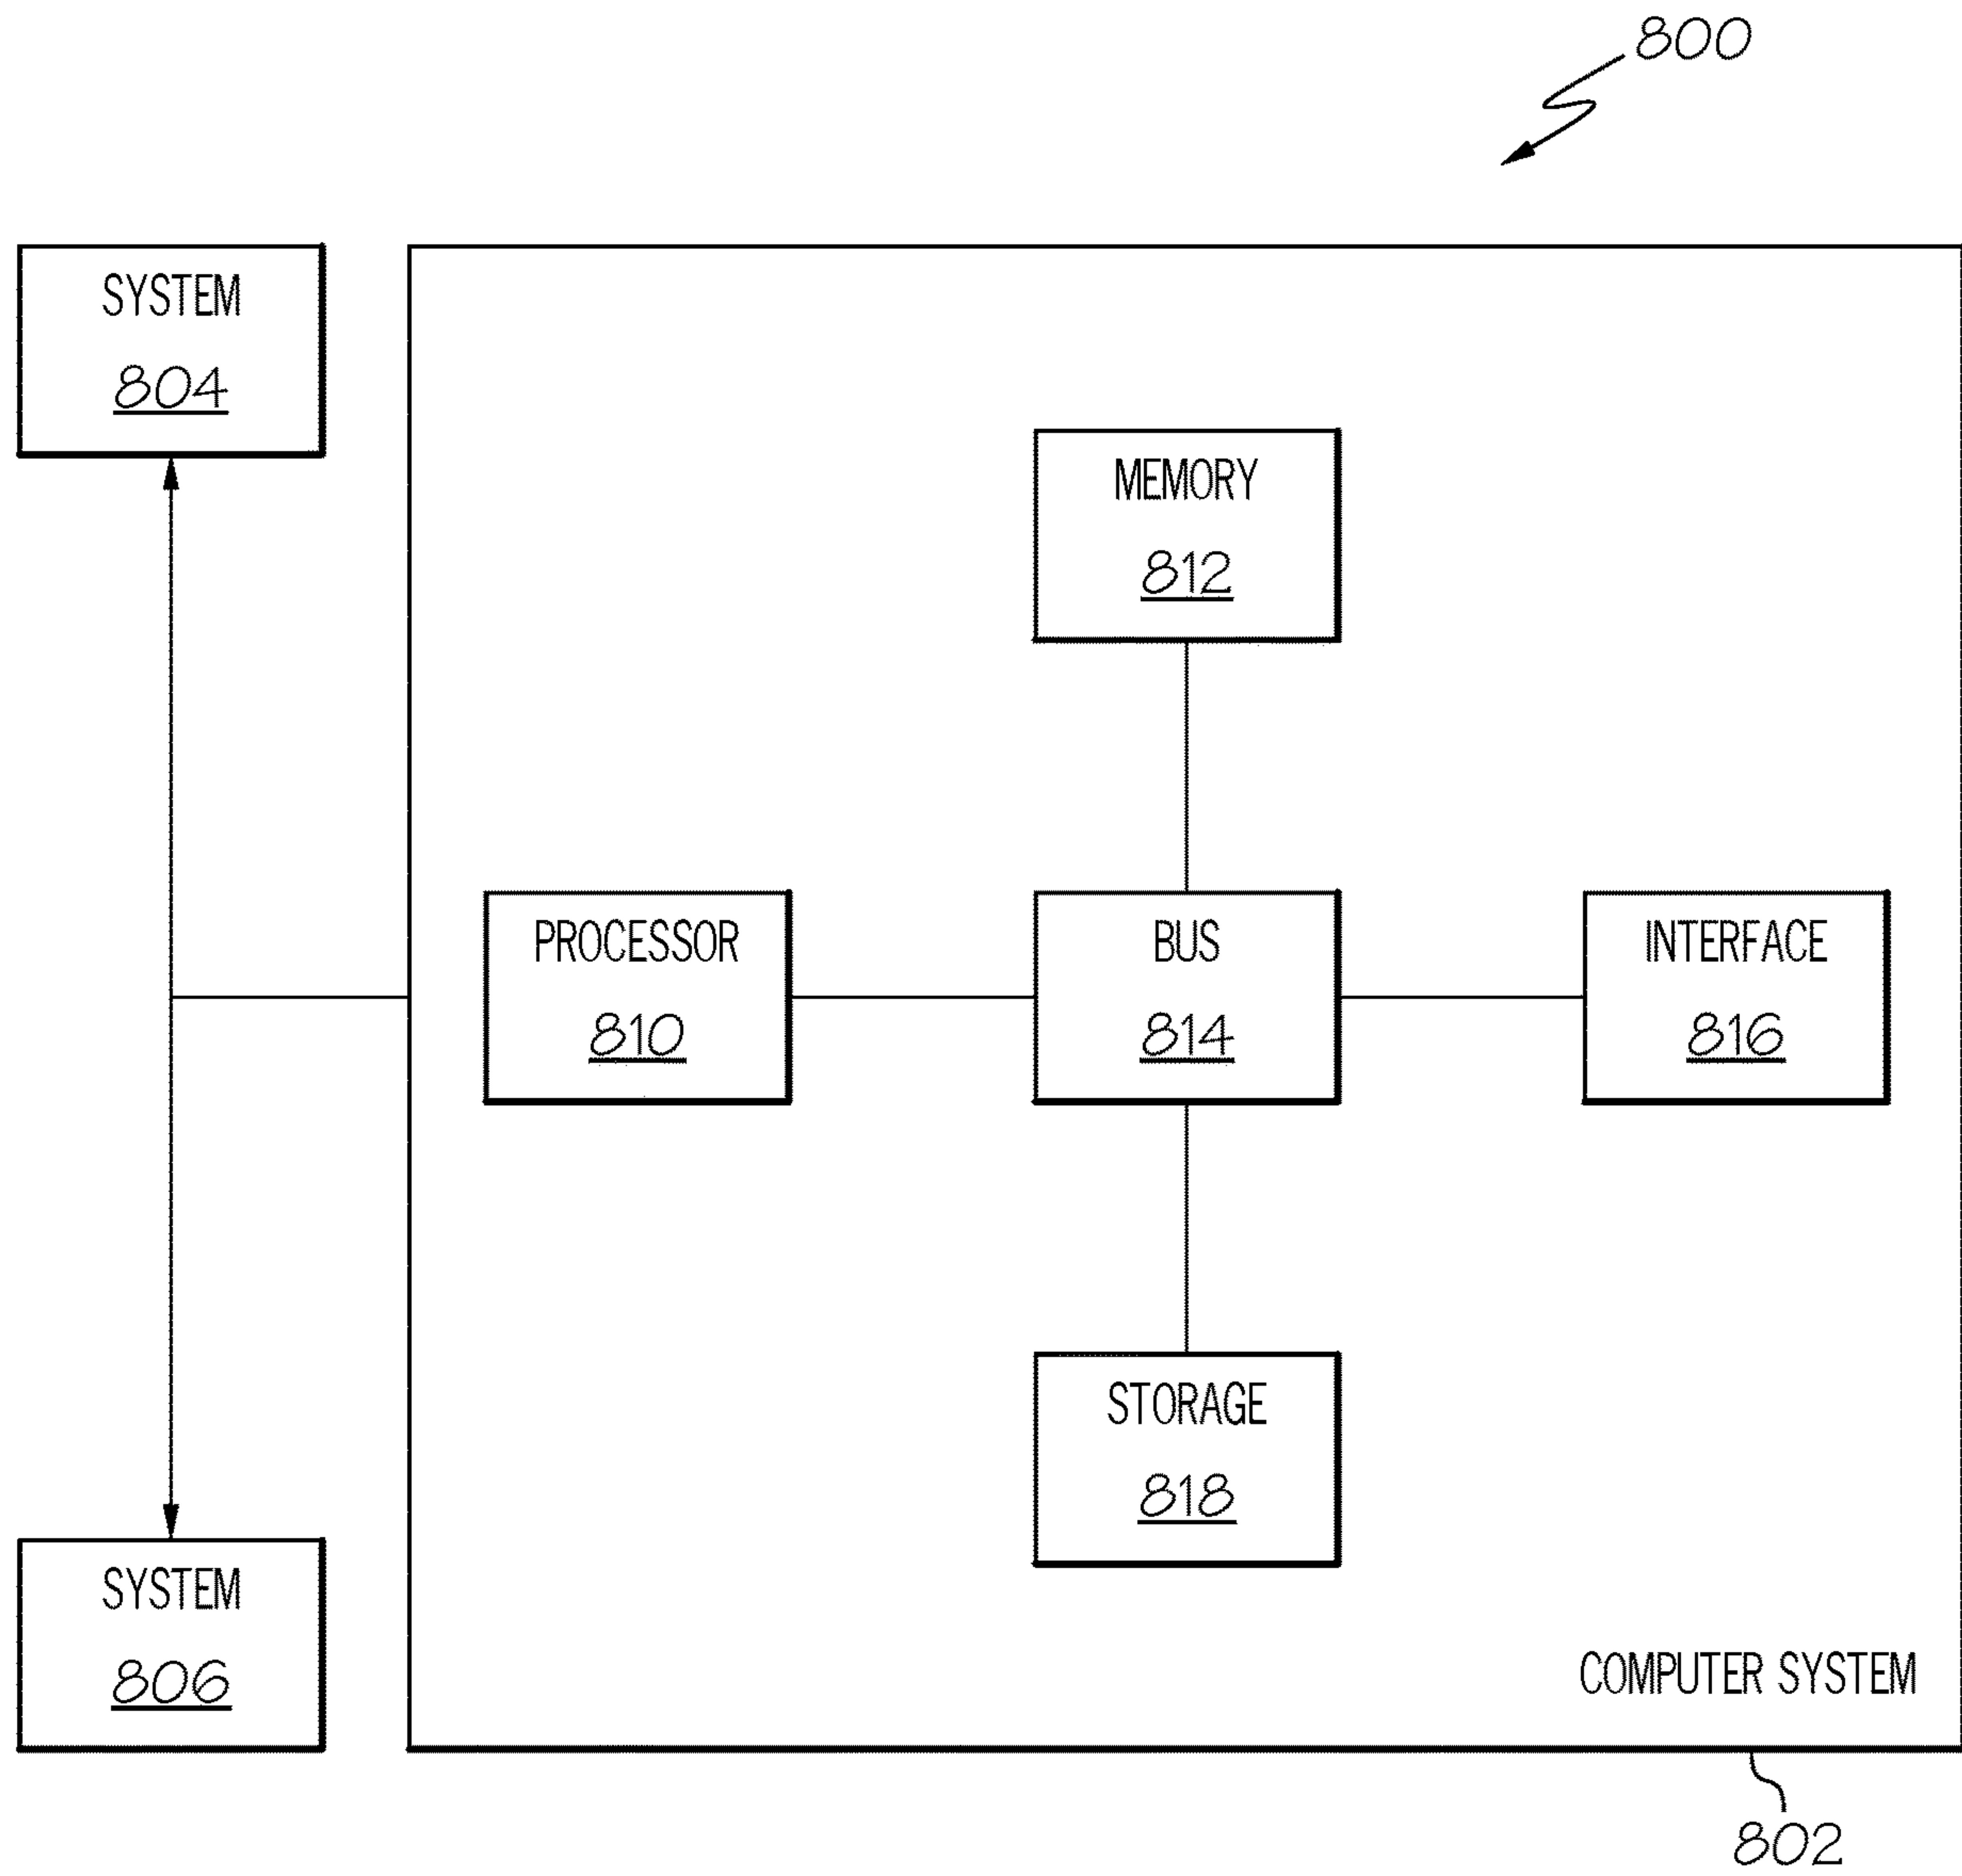 800
SYSTEM
804
MEMORY
812
PROCESSOR
810
BUS
814
INTERFACE
816
STORAGE
818
SYSTEM
806
COMPUTER SYSTEM
802